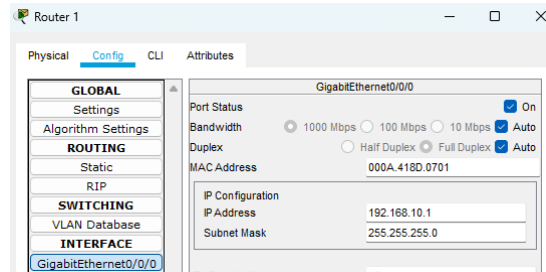 Router 1
Physical Config CLI Attributes
GLOBAL
Settings
Algorithm Settings
ROUTING
Static
RIP
SWITCHING
VLAN Database
INTERFACE
GigabitEthernet0/0/0
GigabitEthernet0/0/0
Port Status On
Bandwidth 1000 Mbps 100 Mbps 10 Mbps Auto
Duplex Half Duplex Full Duplex Auto
MAC Address 000A.418D.0701
IP Configuration
IP Address 192.168.10.1
Subnet Mask 255.255.255.0